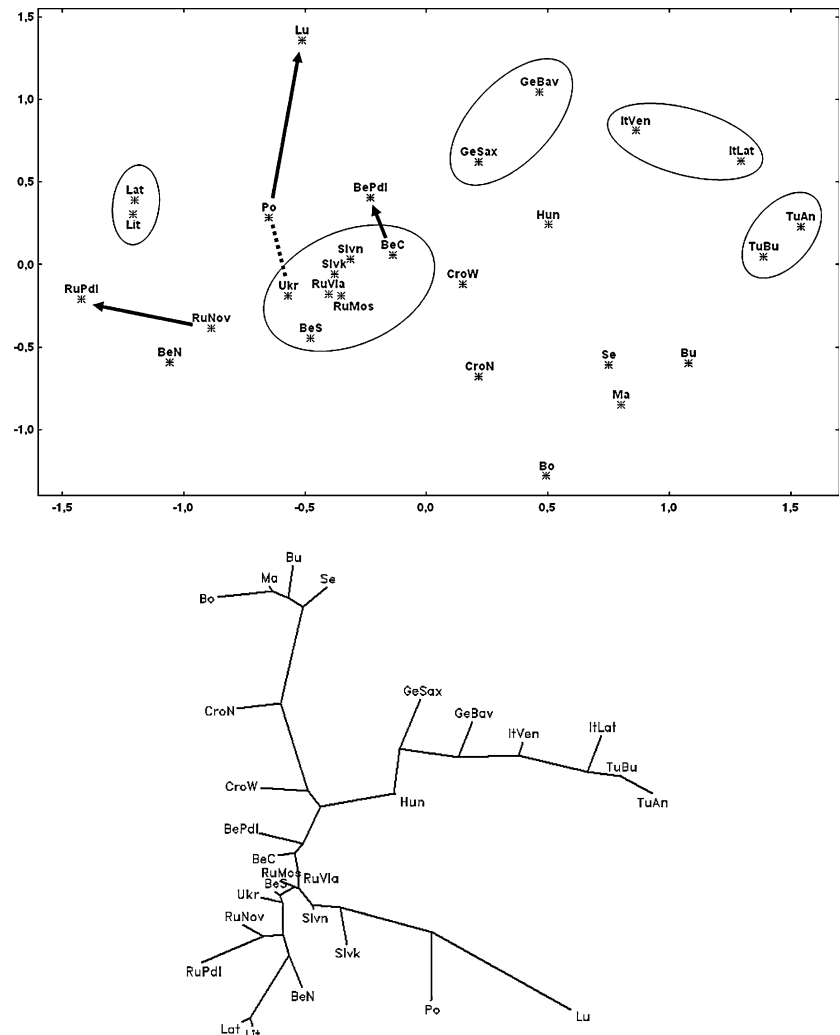 1,5
Lu
GeBav
1,0
ItVen
GeSax
ItLat
0,5
Lat
BePdl
Po
Lit
Hun
TuAn
Slvn
BeC
TuBu
0,0
Slvk
CroW
Ukr
RuVla
RuPdl
RuMos
RuNov
BeS
-0,5
BeN
Se
Bu
CroN
Ma
-1,0
Bo
-1,5 -1,0 -0,5 0,0 0,5 1,0 1,5
Bu
Ma
Se
Bo
GeSax
CroN
GeBav
ItLat
ItVen
TuBu
CroW
Hun
TuAn
BePdl
BeC
RuMos
RuVla
BeS
Ukr
RuNov
Slvn
Slvk
RuPdl
BeN
Po
Lu
Lat
Lit